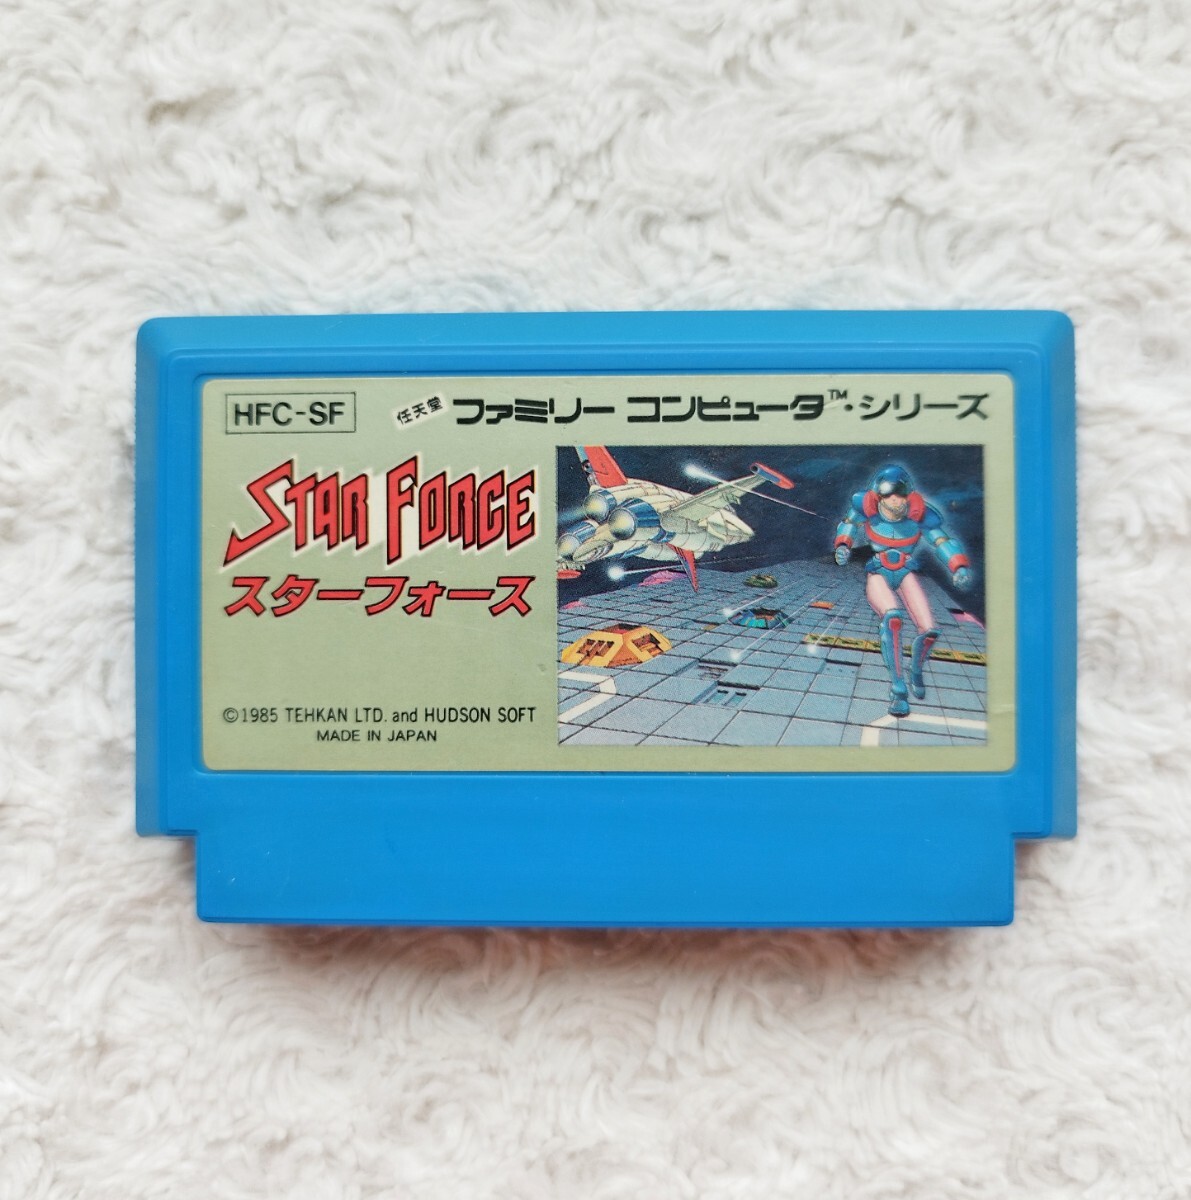 HFC-SF
任天堂 ファミリー コンピュータ™・シリーズ
STAR FORCE
スターフォース
©1985 TEHKAN LTD. and HUDSON SOFT
MADE IN JAPAN